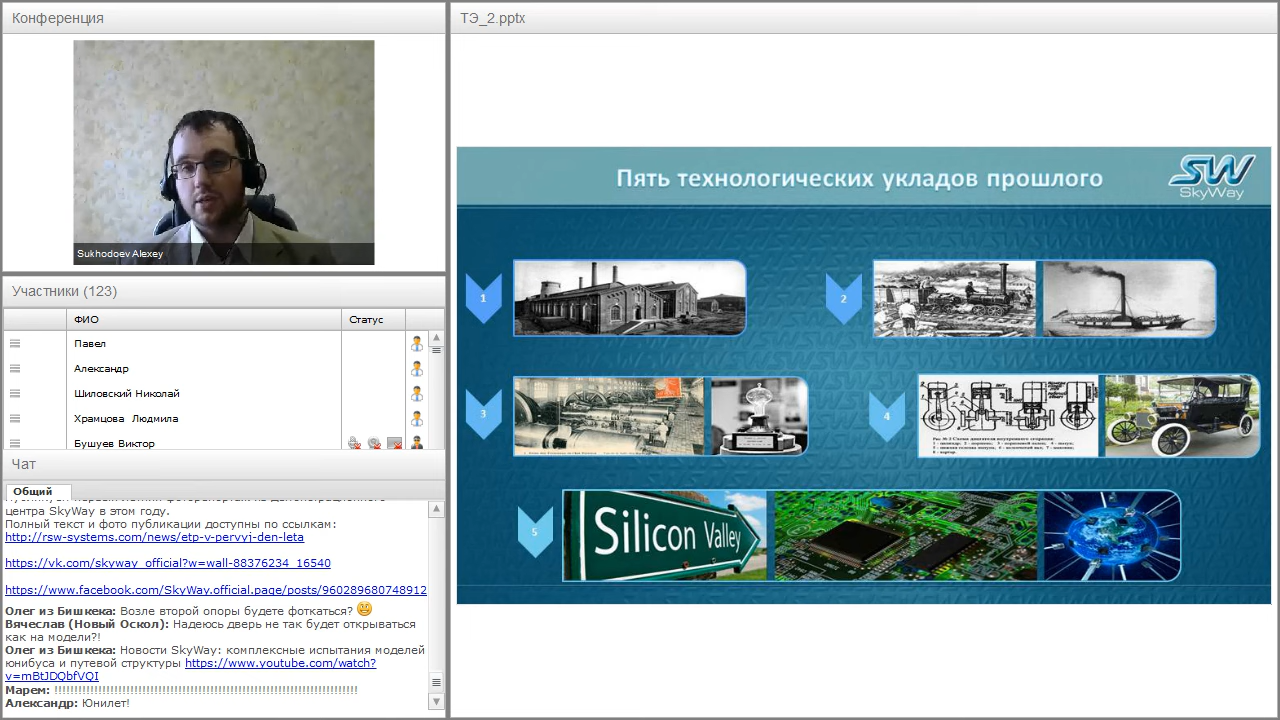 Конференция
Sukhodoev Alexey
Участники (123)
ФИО
Статус
Павел
Александр
Шиловский Николай
Храмцова Людмила
Бушуев Виктор
Чат
Общий
центра SkyWay в этом году.
Полный текст и фото публикации доступны по ссылкам:
http://rsw-systems.com/news/etp-v-pervyj-den-leta
https://vk.com/skyway_official?w=wall-88376234_16540
https://www.facebook.com/SkyWay.official.page/posts/960289680748912
Олег из Бишкека: Возле второй опоры будете фоткаться?
Вячеслав (Новый Оскол): Надеюсь дверь не так будет открываться
как на модели?!
Олег из Бишкека: Новости SkyWay: комплексные испытания моделей
юнибуса и путевой структуры https://www.youtube.com/watch?
v=mBtJDQbfVQI
Марем: !!!!!!!!!!!!!!!!!!!!!!!!!!!!!!!!!!!!!!!!!!!!!!!!!!!!!!!!!!!!!!!!!!!!!!!!!!!!
Александр: Юнилет!
ТЭ_2.pptx
Пять технологических укладов прошлого
SW
SkyWay
1
2
3
4
5
Silicon Valley